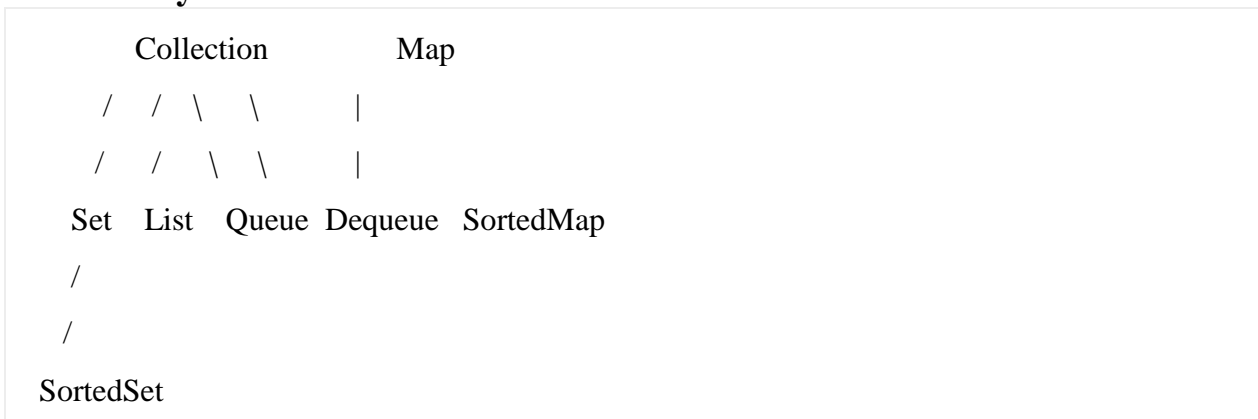 Collection Map
/ / \ \ |
/ / \ \ |
Set List Queue Dequeue SortedMap
/
/
SortedSet